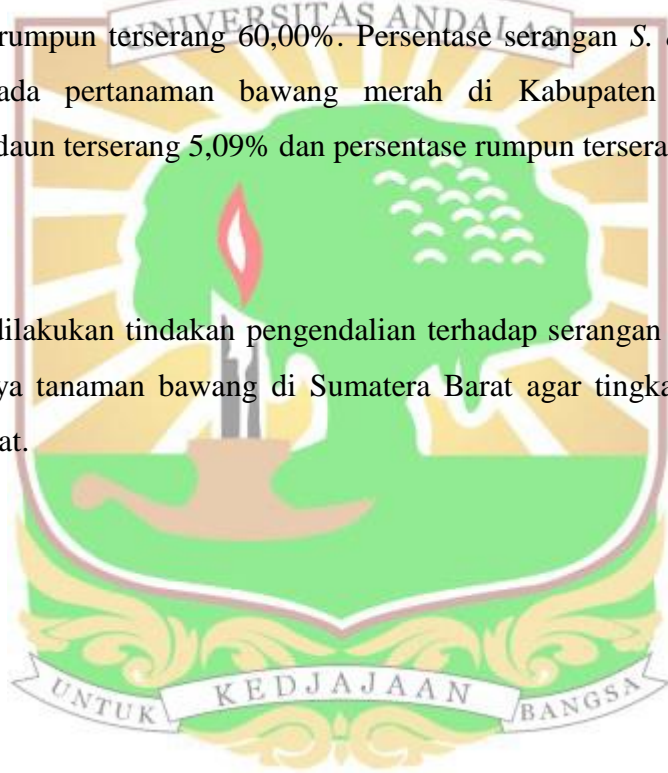 UNIVERSITAS ANDALAS
rumpun terserang 60,00%. Persentase serangan S.
ada pertanaman bawang merah di Kabupaten
daun terserang 5,09% dan persentase rumpun tersera
dilakukan tindakan pengendalian terhadap serangan
ya tanaman bawang di Sumatera Barat agar tingka
at.
UNTUK KEDJAJAAN BANGSA